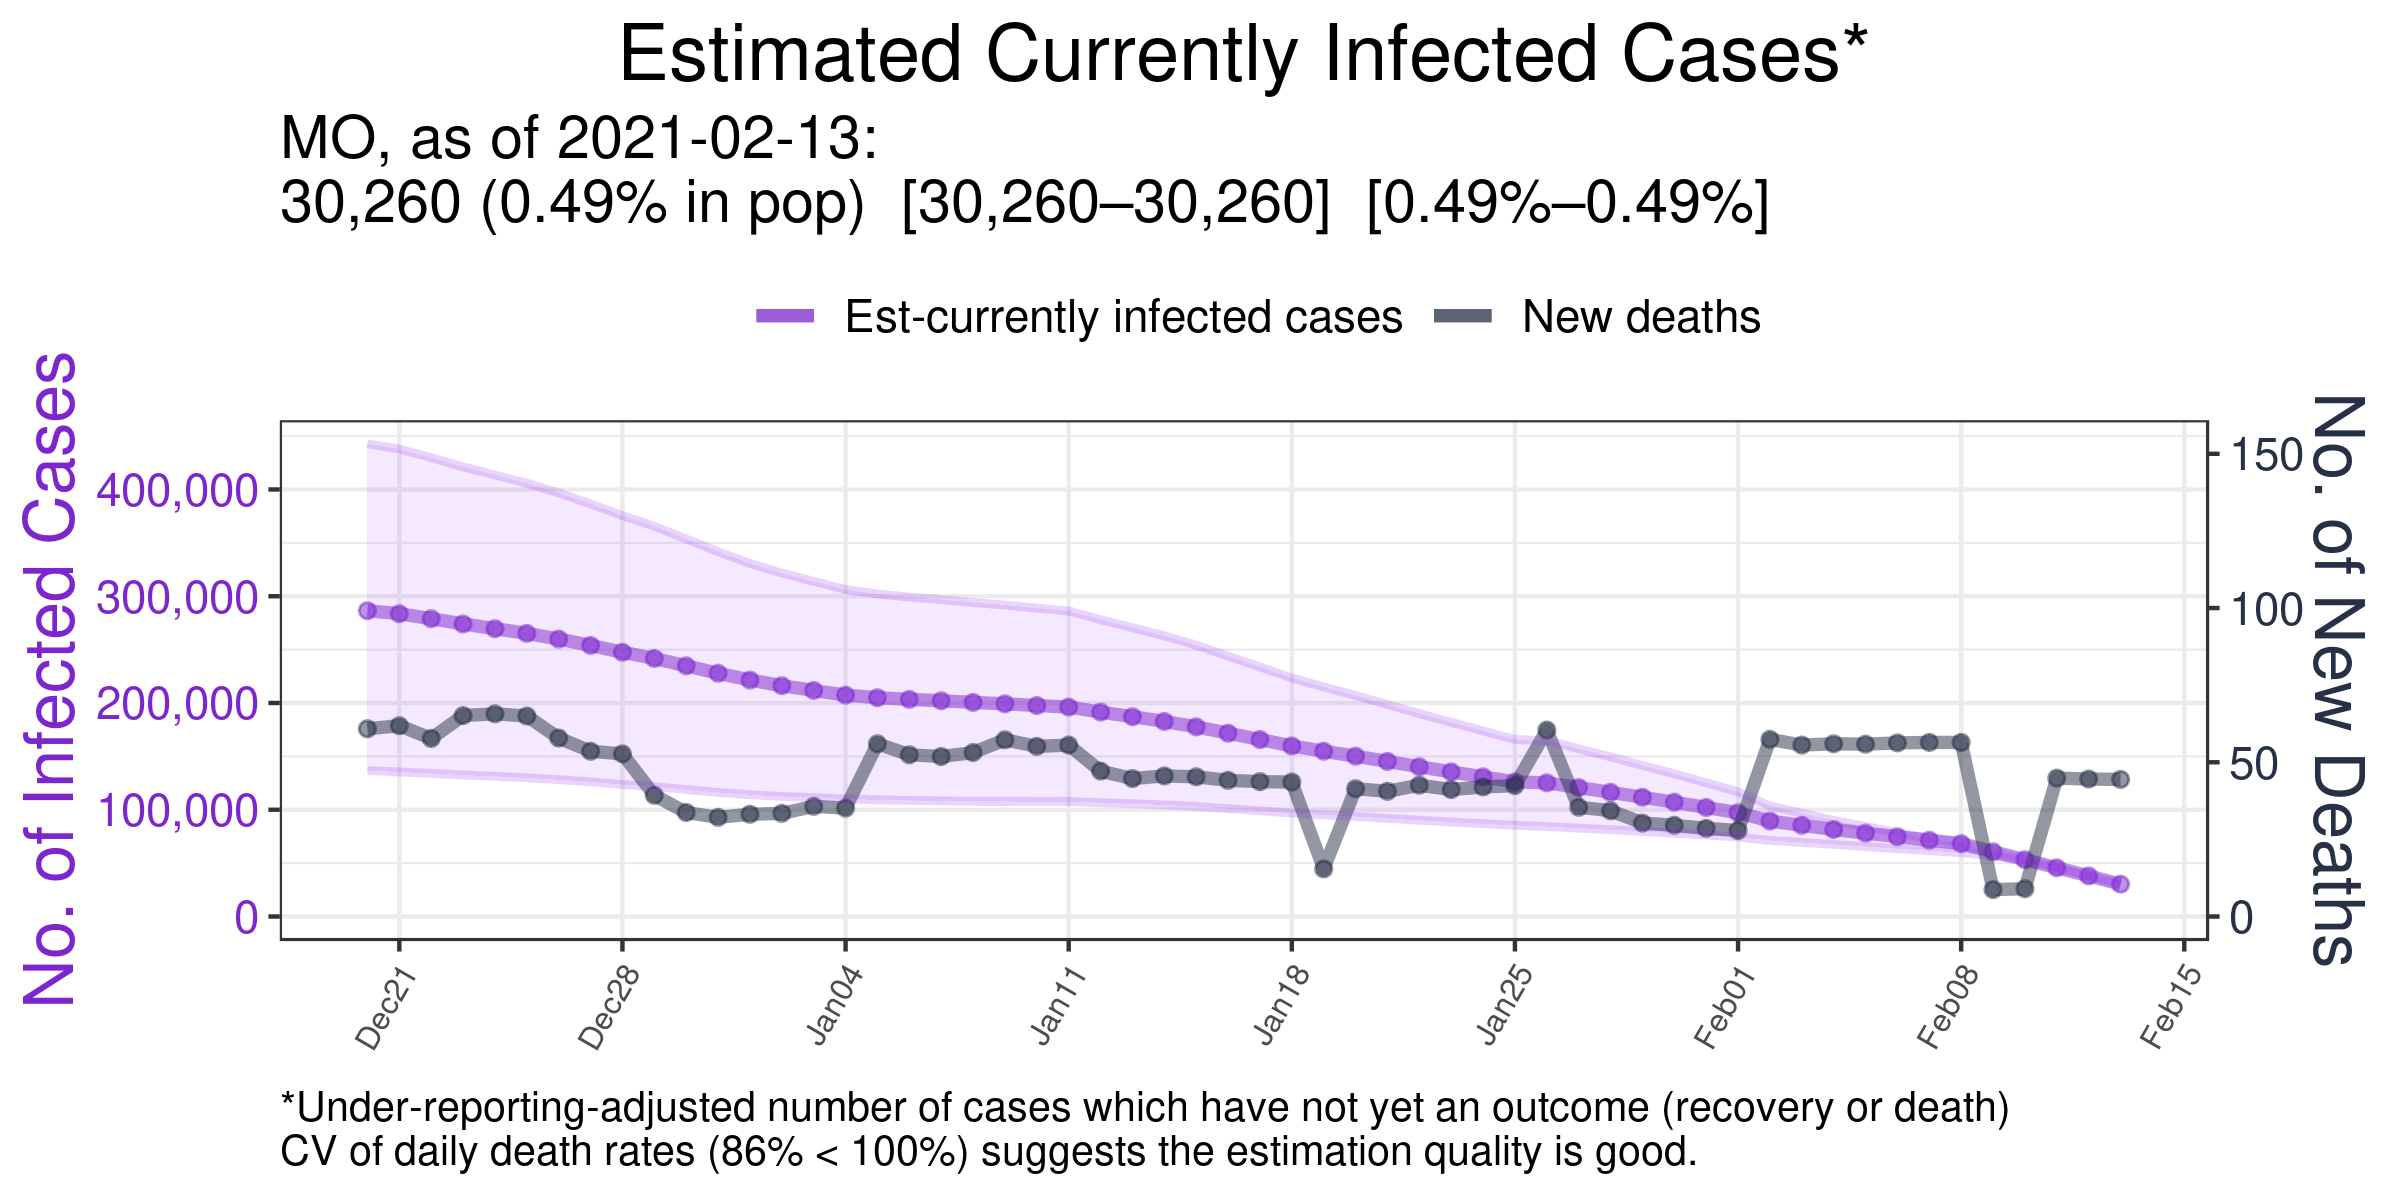 Estimated Currently Infected Cases*
MO, as of 2021-02-13:
30,260 (0.49% in pop) [30,260–30,260] [0.49%–0.49%]
Est-currently infected cases
New deaths
No. of Infected Cases
400,000
300,000
200,000
100,000
0
150
100
50
0
No. of New Deaths
Dec21
Dec28
Jan04
Jan11
Jan18
Jan25
Feb01
Feb08
Feb15
*Under-reporting-adjusted number of cases which have not yet an outcome (recovery or death)
CV of daily death rates (86% < 100%) suggests the estimation quality is good.